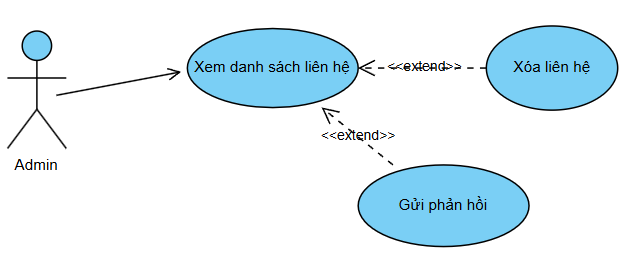 Xem danh sách liên hệ
<<extend>>
Xóa liên hệ
<<extend>>
Admin
Gửi phản hồi